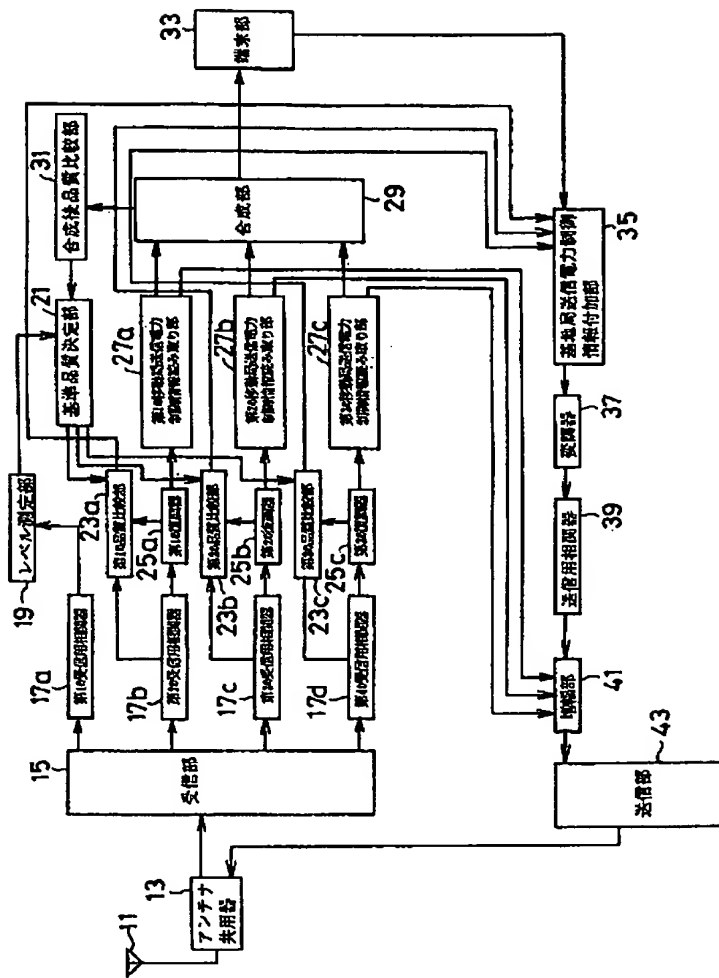 11
13
アンテナ
共用器
15
受信部
17a
第1の受信用相関器
17b
第2の受信用相関器
17c
第3の受信用相関器
17d
第4の受信用相関器
19
レベル測定部
21
基準品質決定部
23a
第1の品質比較部
23b
第2の品質比較部
23c
第3の品質比較部
25a
第1の復調器
25b
第2の復調器
25c
第3の復調器
27a
第1の移動局送信電力
制御情報読み取り部
27b
第2の移動局送信電力
制御情報読み取り部
27c
第3の移動局送信電力
制御情報読み取り部
29
合成部
31
合成後品質比較部
33
端末部
35
基地局送信電力制御
情報付加部
37
変調器
39
送信用相関器
41
増幅部
43
送信部